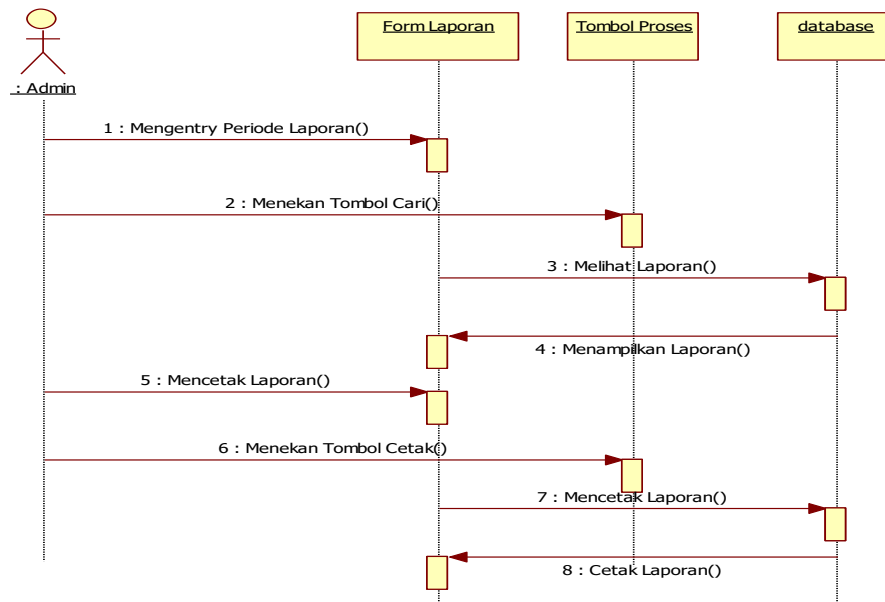 Form Laporan
Tombol Proses
database
: Admin
1 : Mengentry Periode Laporan()
2 : Menekan Tombol Cari()
3 : Melihat Laporan()
4 : Menampilkan Laporan()
5 : Mencetak Laporan()
6 : Menekan Tombol Cetak()
7 : Mencetak Laporan()
8 : Cetak Laporan()